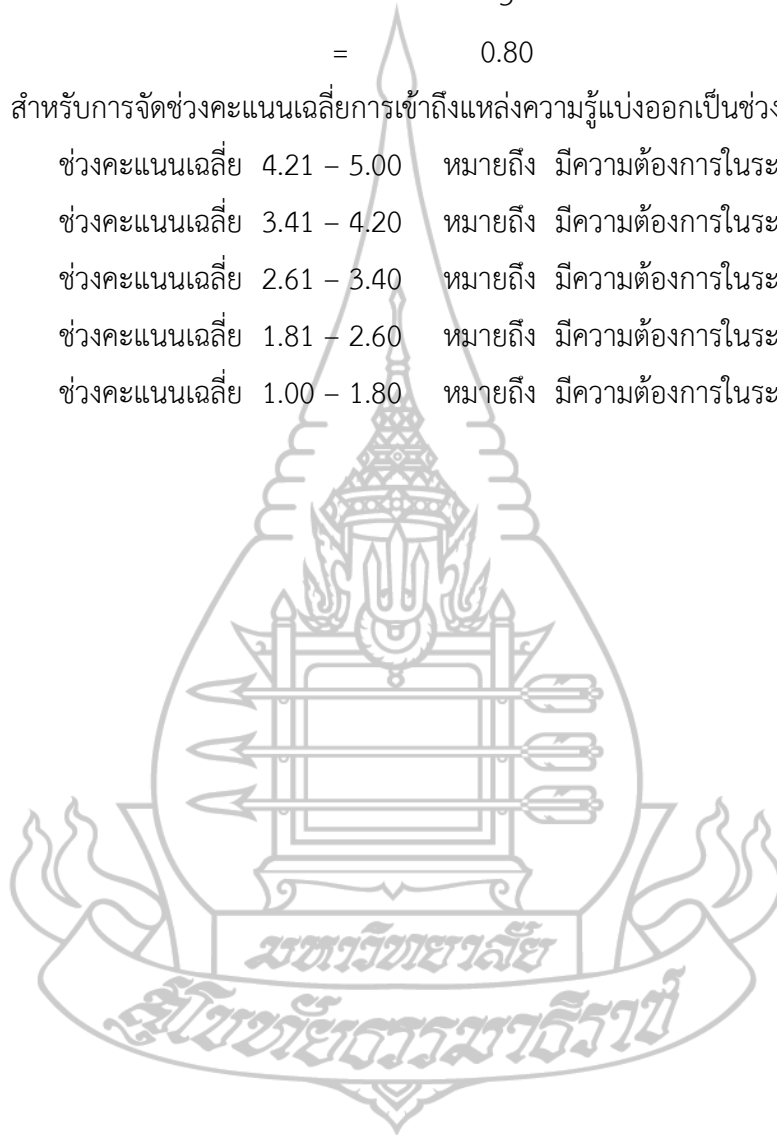 = 0.80
สำหรับการจัดช่วงคะแนนเฉลี่ยการเข้าถึงแหล่งความรู้แบ่งออกเป็นช่วง
ช่วงคะแนนเฉลี่ย 4.21 – 5.00 หมายถึง มีความต้องการในระ
ช่วงคะแนนเฉลี่ย 3.41 – 4.20 หมายถึง มีความต้องการในระ
ช่วงคะแนนเฉลี่ย 2.61 – 3.40 หมายถึง มีความต้องการในระ
ช่วงคะแนนเฉลี่ย 1.81 – 2.60 หมายถึง มีความต้องการในระ
ช่วงคะแนนเฉลี่ย 1.00 – 1.80 หมายถึง มีความต้องการในระ
มหาวิทยาลัย
สุโขทัยธรรมาธิราช